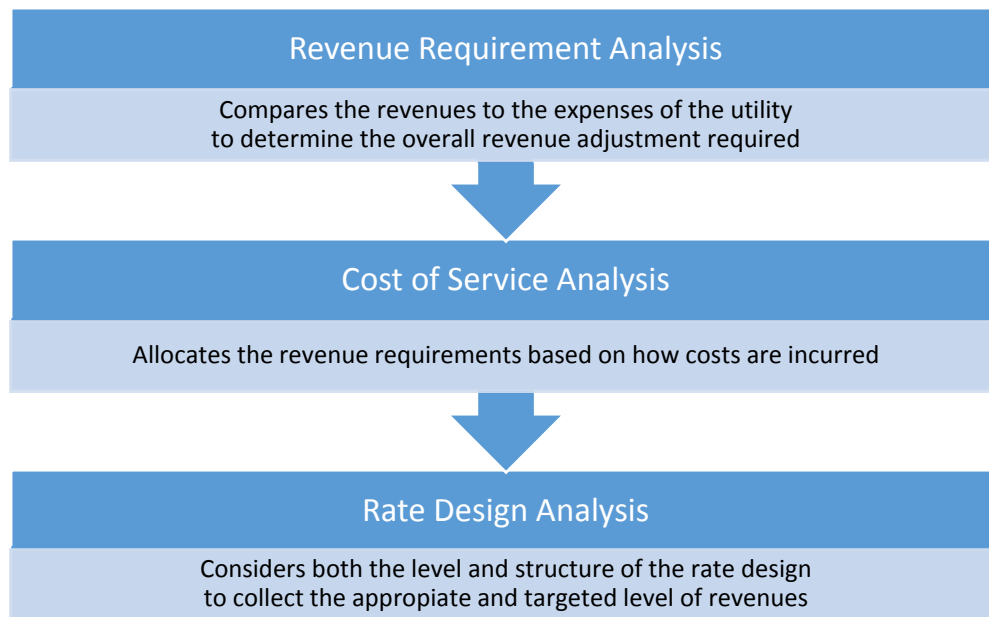 Revenue Requirement Analysis
Compares the revenues to the expenses of the utility
to determine the overall revenue adjustment required
Cost of Service Analysis
Allocates the revenue requirements based on how costs are incurred
Rate Design Analysis
Considers both the level and structure of the rate design
to collect the appropiate and targeted level of revenues